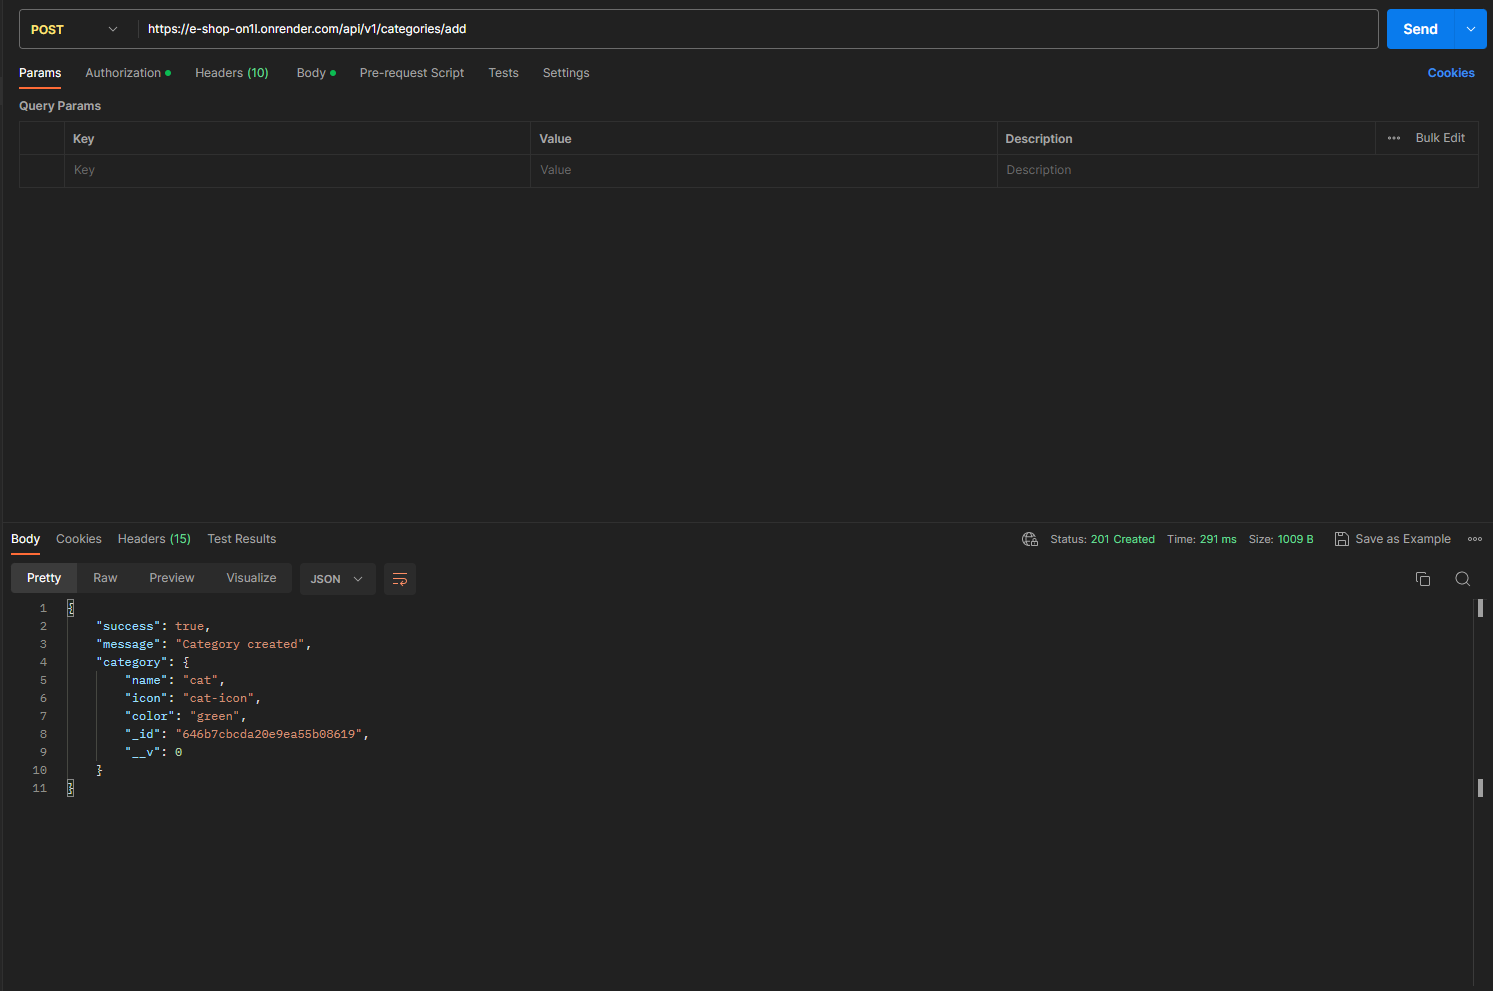 POST https://e-shop-on1l.onrender.com/api/v1/categories/add Send
Params Authorization Headers (10) Body Pre-request Script Tests Settings Cookies
Query Params
Key Value Description Bulk Edit
Key Value Description
Body Cookies Headers (15) Test Results Status: 201 Created Time: 291 ms Size: 1009 B Save as Example
Pretty Raw Preview Visualize JSON
1 {
2 "success": true,
3 "message": "Category created",
4 "category": {
5 "name": "cat",
6 "icon": "cat-icon",
7 "color": "green",
8 "_id": "646b7cbcda20e9ea55b08619",
9 "__v": 0
10 }
11 }